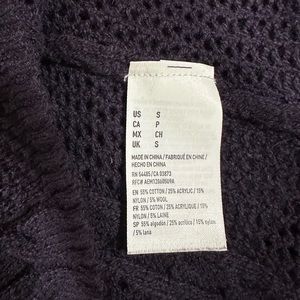 US S
CA P
MX CH
UK S
MADE IN CHINA / FABRIQUÉ EN CHINE /
HECHO EN CHINA
RN 54485/CA 03873
EN 55% COTTON / 25% ACRYLIC / 15%
NYLON / 5% WOOL
FR 55% COTON / 25% ACRYLIQUE / 15%
NYLON / 5% LAINE
SP 55% algodón / 25% acrílico / 15% nylon
/ 5% lana